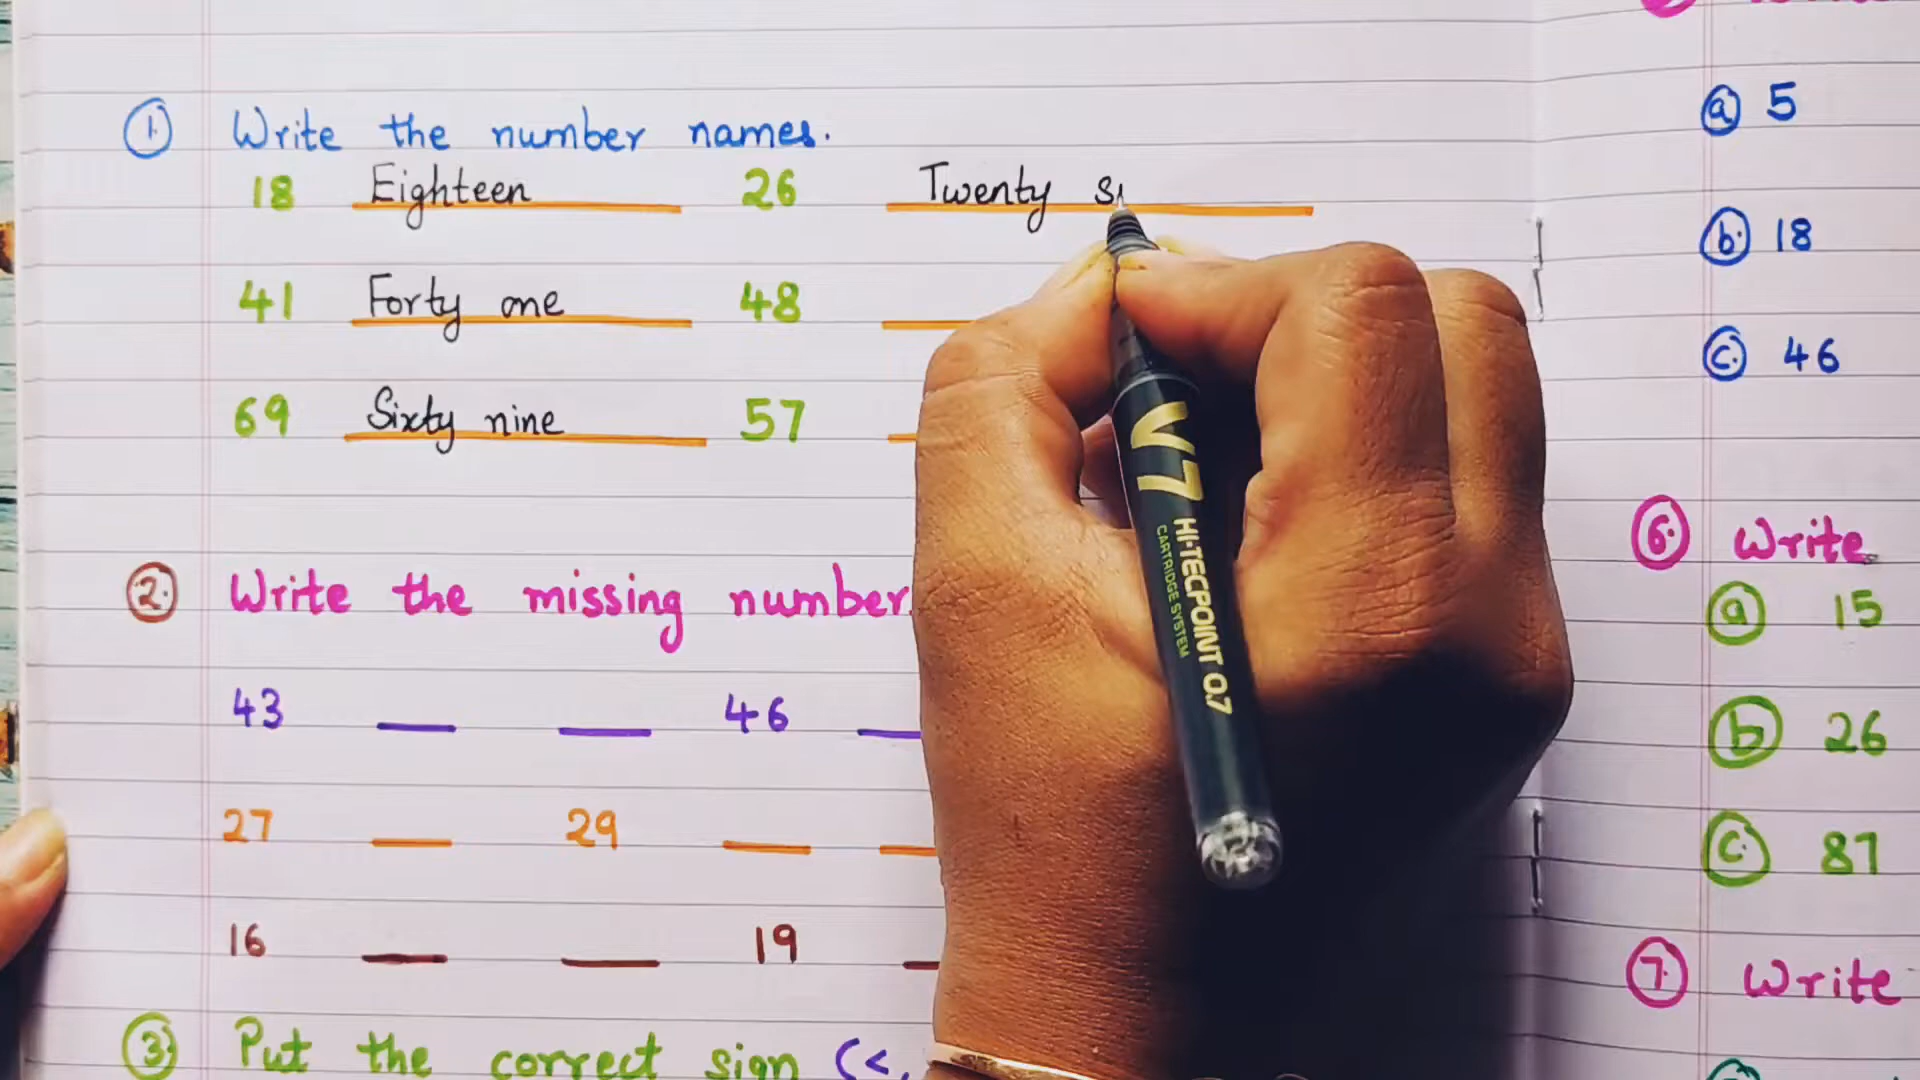 1. Write the number names.
18 Eighteen 26 Twenty
41 Forty one 48
69 Sixty nine 57
2. Write the missing number
43 46
27 29
16 19
3. Put the correct sign (<,
V7
HI-TECPOINT 0.7
CARTRIDGE SYSTEM
a 5
b. 18
c. 46
6. Write
a 15
b 26
c. 87
7. Write